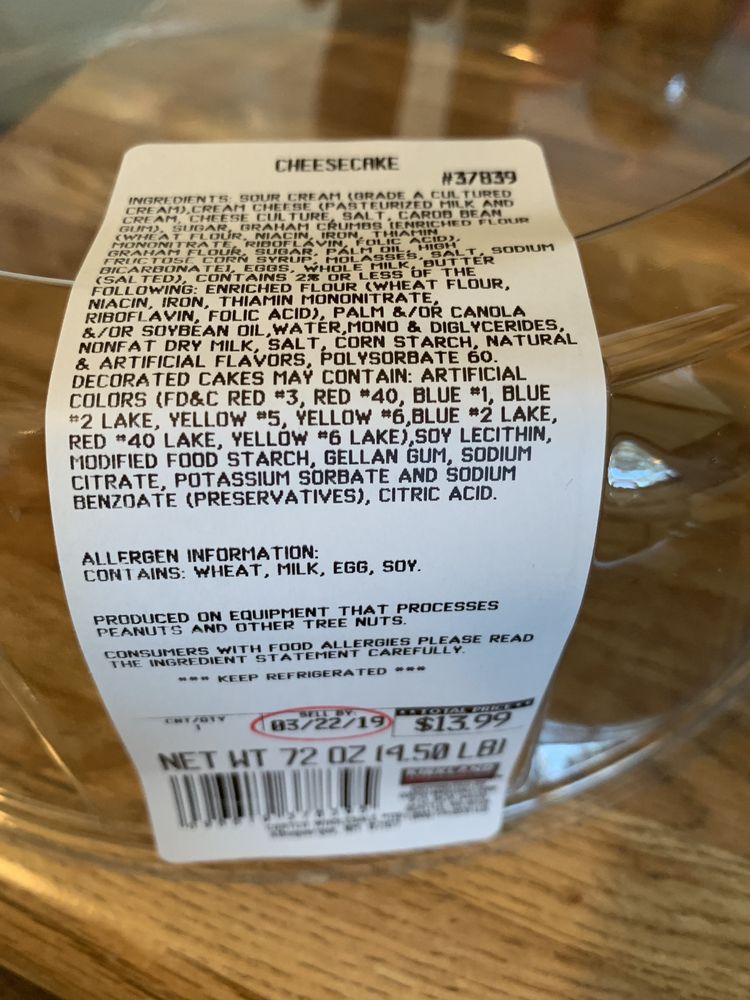 CHEESECAKE
#37839
INGREDIENTS: SOUR CREAM (GRADE A CULTURED
CREAM),CREAM CHEESE (PASTEURIZED MILK AND
CREAM, CHEESE CULTURE, SALT, CAROB BEAN
GUM), SUGAR, GRAHAM CRUMBS (ENRICHED FLOUR
(WHEAT FLOUR, NIACIN, IRON, THIAMIN
MONONITRATE, RIBOFLAVIN, FOLIC ACID),
GRAHAM FLOUR, SUGAR, PALM OIL, HIGH
FRUCTOSE CORN SYRUP, MOLASSES, SALT, SODIUM
BICARBONATE), EGGS, WHOLE MILK, BUTTER
(SALTED), CONTAINS 2% OR LESS OF THE
FOLLOWING: ENRICHED FLOUR (WHEAT FLOUR,
NIACIN, IRON, THIAMIN MONONITRATE,
RIBOFLAVIN, FOLIC ACID), PALM &/OR CANOLA
&/OR SOYBEAN OIL,WATER,MONO & DIGLYCERIDES,
NONFAT DRY MILK, SALT, CORN STARCH, NATURAL
& ARTIFICIAL FLAVORS, POLYSORBATE 60.
DECORATED CAKES MAY CONTAIN: ARTIFICIAL
COLORS (FD&C RED #3, RED #40, BLUE #1, BLUE
#2 LAKE, YELLOW #5, YELLOW #6,BLUE #2 LAKE,
RED #40 LAKE, YELLOW #6 LAKE),SOY LECITHIN,
MODIFIED FOOD STARCH, GELLAN GUM, SODIUM
CITRATE, POTASSIUM SORBATE AND SODIUM
BENZOATE (PRESERVATIVES), CITRIC ACID.
ALLERGEN INFORMATION:
CONTAINS: WHEAT, MILK, EGG, SOY.
PRODUCED ON EQUIPMENT THAT PROCESSES
PEANUTS AND OTHER TREE NUTS.
CONSUMERS WITH FOOD ALLERGIES PLEASE READ
THE INGREDIENT STATEMENT CAREFULLY.
*** KEEP REFRIGERATED ***
CNT/QTY SELL BY **TOTAL PRICE**
1 03/22/19 $13.99
NET WT 72 OZ (4.50 LB)
KIRKLAND